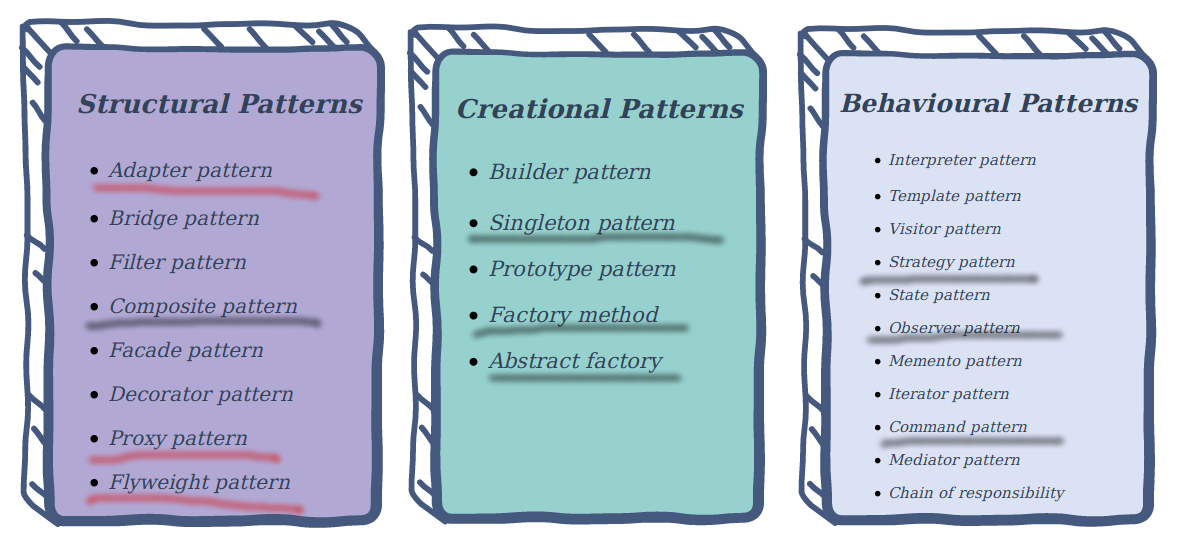 Structural Patterns
Adapter pattern
Bridge pattern
Filter pattern
Composite pattern
Facade pattern
Decorator pattern
Proxy pattern
Flyweight pattern
Creational Patterns
Builder pattern
Singleton pattern
Prototype pattern
Factory method
Abstract factory
Behavioural Patterns
Interpreter pattern
Template pattern
Visitor pattern
Strategy pattern
State pattern
Observer pattern
Memento pattern
Iterator pattern
Command pattern
Mediator pattern
Chain of responsibility